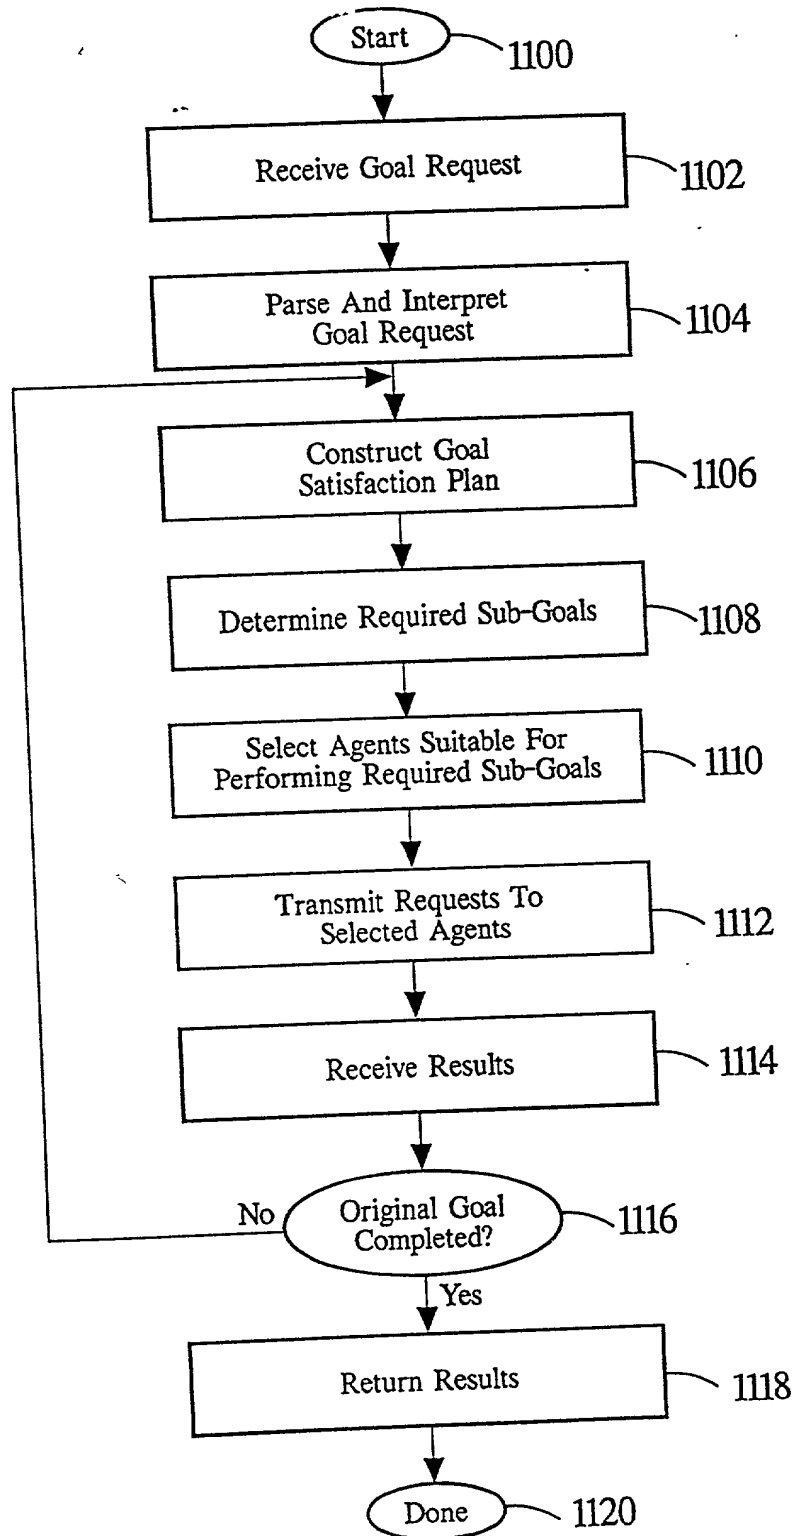 Start
1100
Receive Goal Request
1102
Parse And Interpret
Goal Request
1104
Construct Goal
Satisfaction Plan
1106
Determine Required Sub-Goals
1108
Select Agents Suitable For
Performing Required Sub-Goals
1110
Transmit Requests To
Selected Agents
1112
Receive Results
1114
Original Goal
Completed?
1116
No
Yes
Return Results
1118
Done
1120